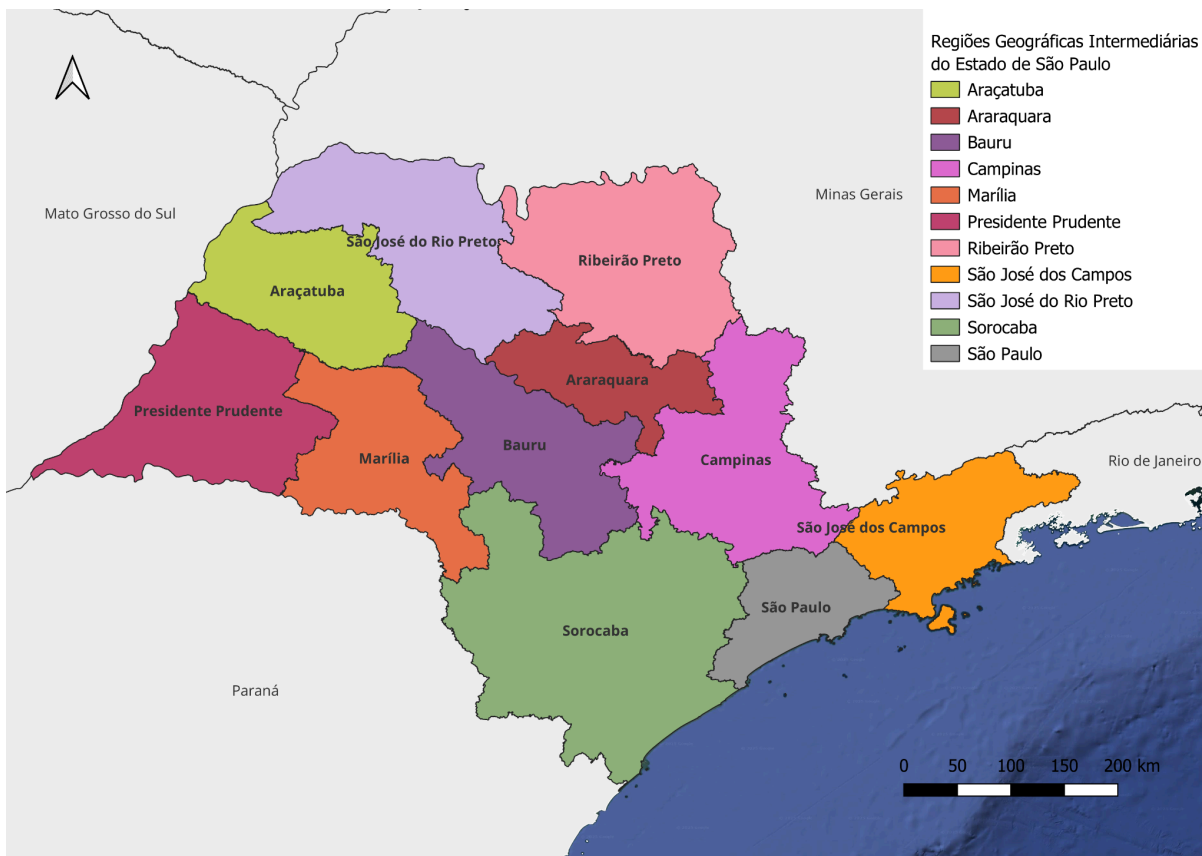 Regiões Geográficas Intermediárias
do Estado de São Paulo
Araçatuba
Araraquara
Bauru
Campinas
Marília
Presidente Prudente
Ribeirão Preto
São José dos Campos
São José do Rio Preto
Sorocaba
São Paulo
Mato Grosso do Sul
Minas Gerais
São José do Rio Preto
Ribeirão Preto
Araçatuba
Araraquara
Presidente Prudente
Bauru
Marília
Campinas
Rio de Janeiro
São José dos Campos
São Paulo
Sorocaba
Paraná
0 50 100 150 200 km